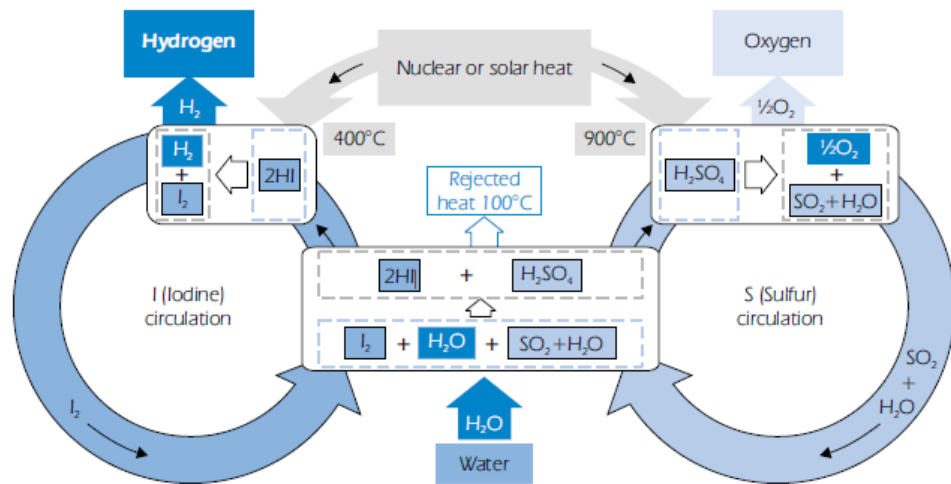 Hydrogen
Nuclear or solar heat
Oxygen
H₂
½O₂
400°C
900°C
H₂
+
I₂
2HI
H₂SO₄
½O₂
+
SO₂+H₂O
Rejected
heat 100°C
2HI + H₂SO₄
I (Iodine)
circulation
S (Sulfur)
circulation
I₂ + H₂O + SO₂+H₂O
I₂
SO₂
+
H₂O
H₂O
Water